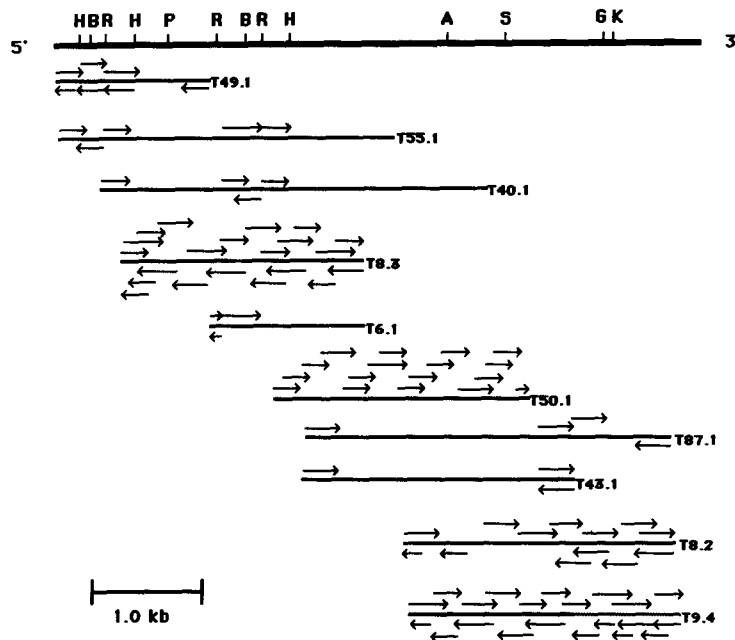 H B R H P R B R H A S G K
5' 3
T49.1
T55.1
T40.1
T8.3
T6.1
T50.1
T87.1
T43.1
T8.2
T9.4
1.0 kb